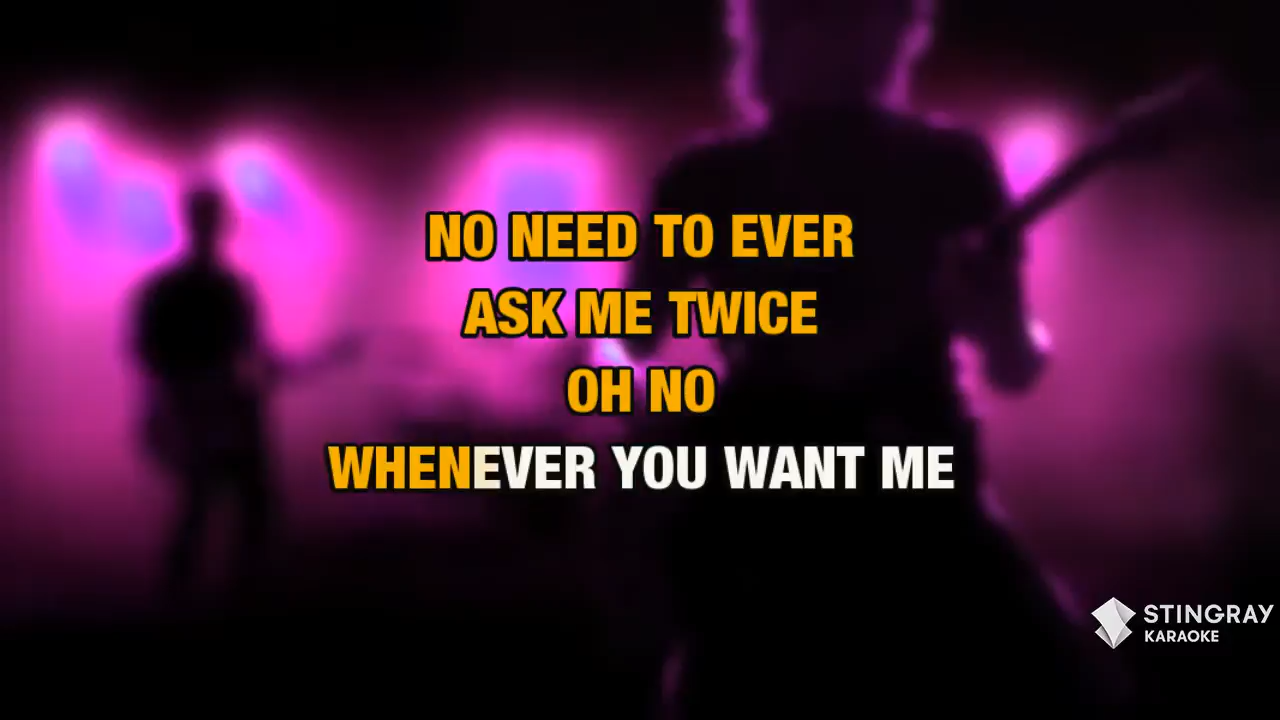 NO NEED TO EVER
ASK ME TWICE
OH NO
WHENEVER YOU WANT ME
STINGRAY
KARAOKE